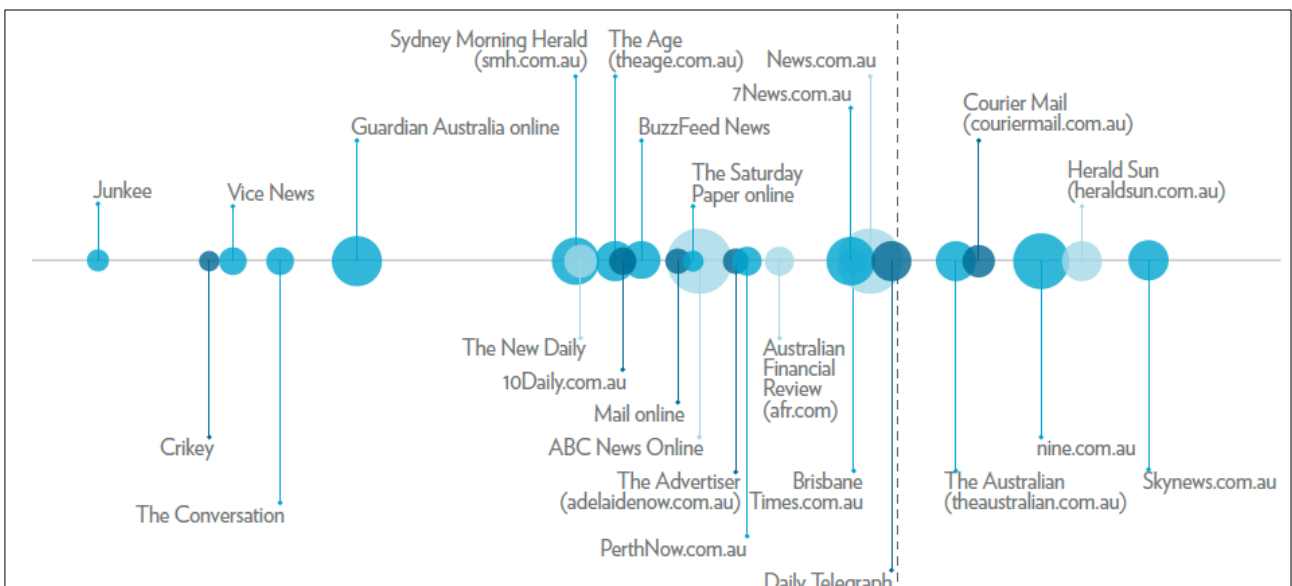 Sydney Morning Herald
(smh.com.au)
The Age
(theage.com.au)
News.com.au
7News.com.au
Courier Mail
(couriermail.com.au)
Guardian Australia online
BuzzFeed News
The Saturday
Paper online
Herald Sun
(heraldsun.com.au)
Junkee
Vice News
The New Daily
10Daily.com.au
Mail online
ABC News Online
Australian
Financial
Review
(afr.com)
Crikey
The Conversation
The Advertiser
(adelaidenow.com.au)
PerthNow.com.au
Brisbane
Times.com.au
Daily Telegraph
The Australian
(theaustralian.com.au)
nine.com.au
Skynews.com.au